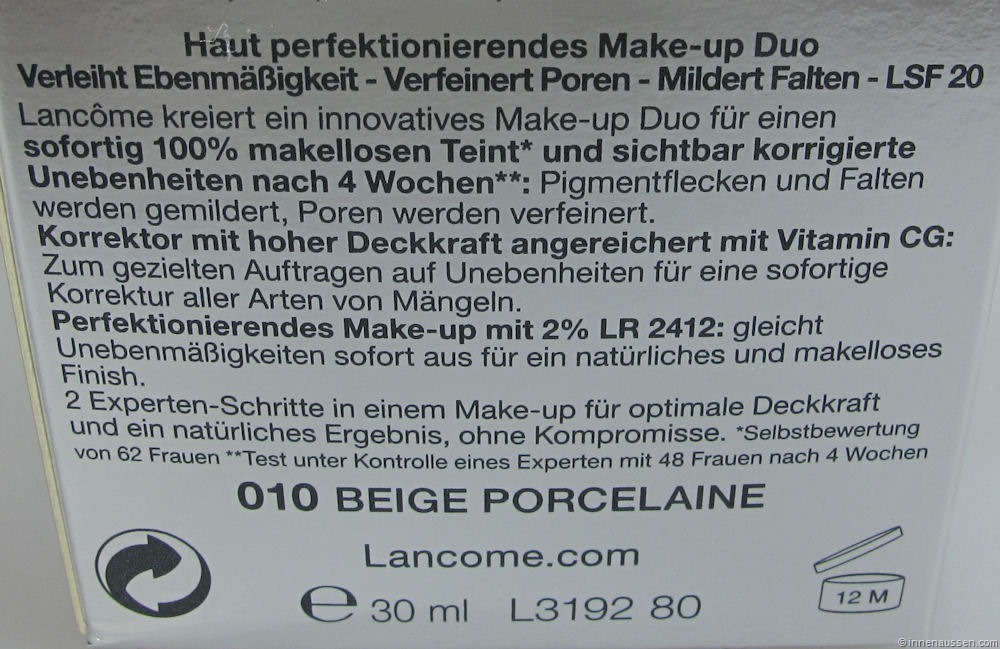 Haut perfektionierendes Make-up Duo
Verleiht Ebenmäßigkeit - Verfeinert Poren - Mildert Falten - LSF 20
Lancôme kreiert ein innovatives Make-up Duo für einen
sofortig 100% makellosen Teint* und sichtbar korrigierte
Unebenheiten nach 4 Wochen**: Pigmentflecken und Falten
werden gemildert, Poren werden verfeinert.
Korrektor mit hoher Deckkraft angereichert mit Vitamin CG:
Zum gezielten Auftragen auf Unebenheiten für eine sofortige
Korrektur aller Arten von Mängeln.
Perfektionierendes Make-up mit 2% LR 2412: gleicht
Unebenmäßigkeiten sofort aus für ein natürliches und makelloses
Finish.
2 Experten-Schritte in einem Make-up für optimale Deckkraft
und ein natürliches Ergebnis, ohne Kompromisse. *Selbstbewertung
von 62 Frauen **Test unter Kontrolle eines Experten mit 48 Frauen nach 4 Wochen
010 BEIGE PORCELAINE
Lancome.com
℮ 30 ml L3192 80
12 M
©innenaussen.com